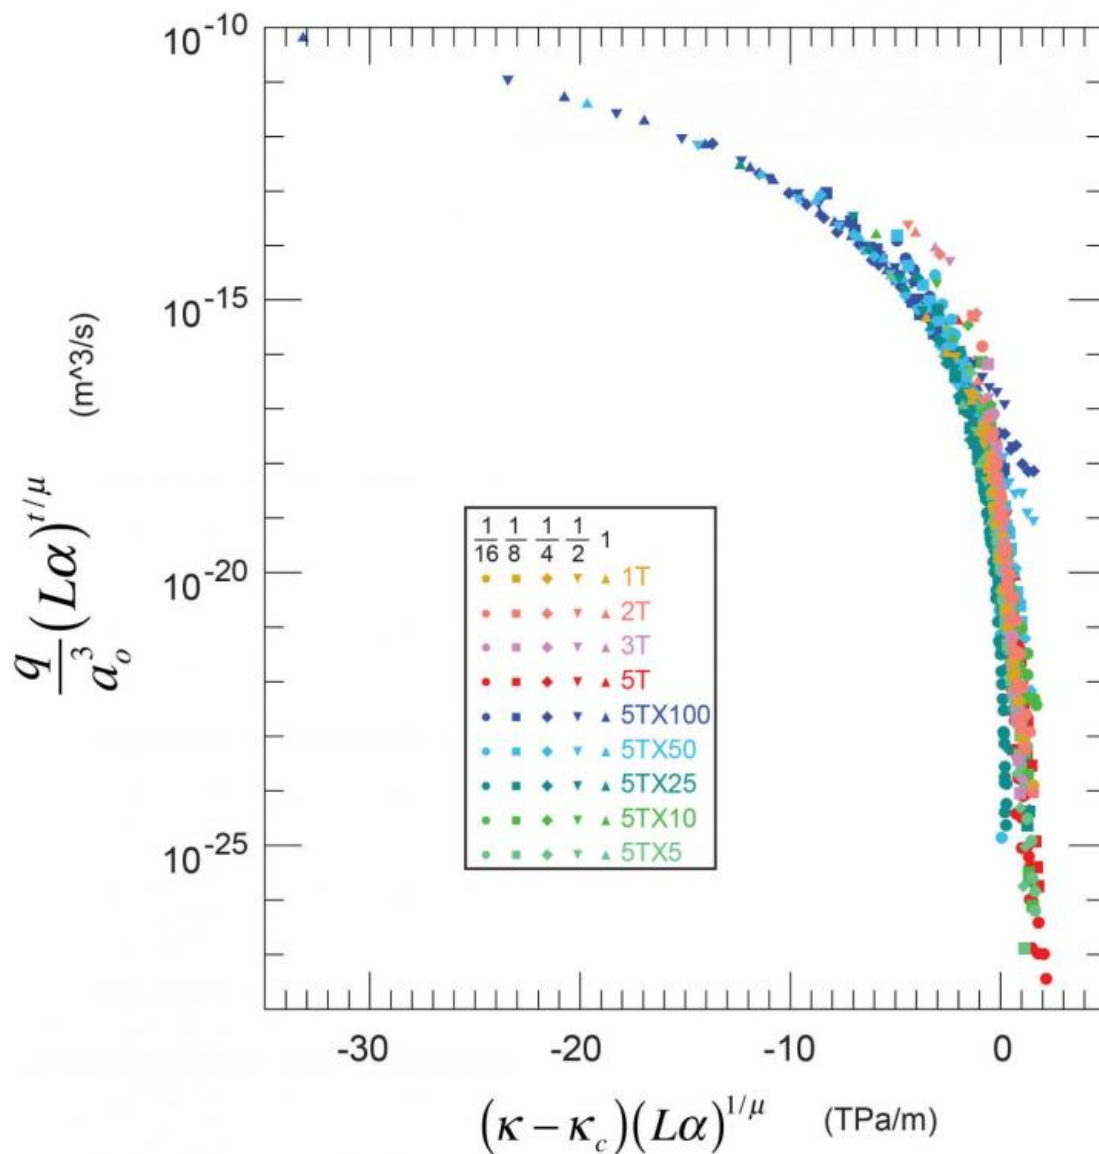 10^-10
10^-15
10^-20
10^-25
(m^3/s)
q/a_o^3 (Lα)^t/μ
1/16 1/8 1/4 1/2 1
1T
2T
3T
5T
5TX100
5TX50
5TX25
5TX10
5TX5
-30 -20 -10 0
(κ − κ_c)(Lα)^1/μ (TPa/m)